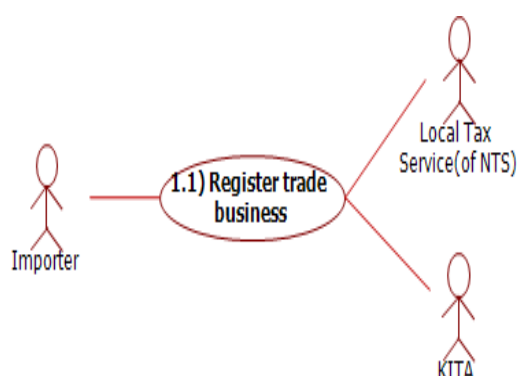 Local Tax
Service(of NTS)
1.1) Register trade
business
Importer
KITA